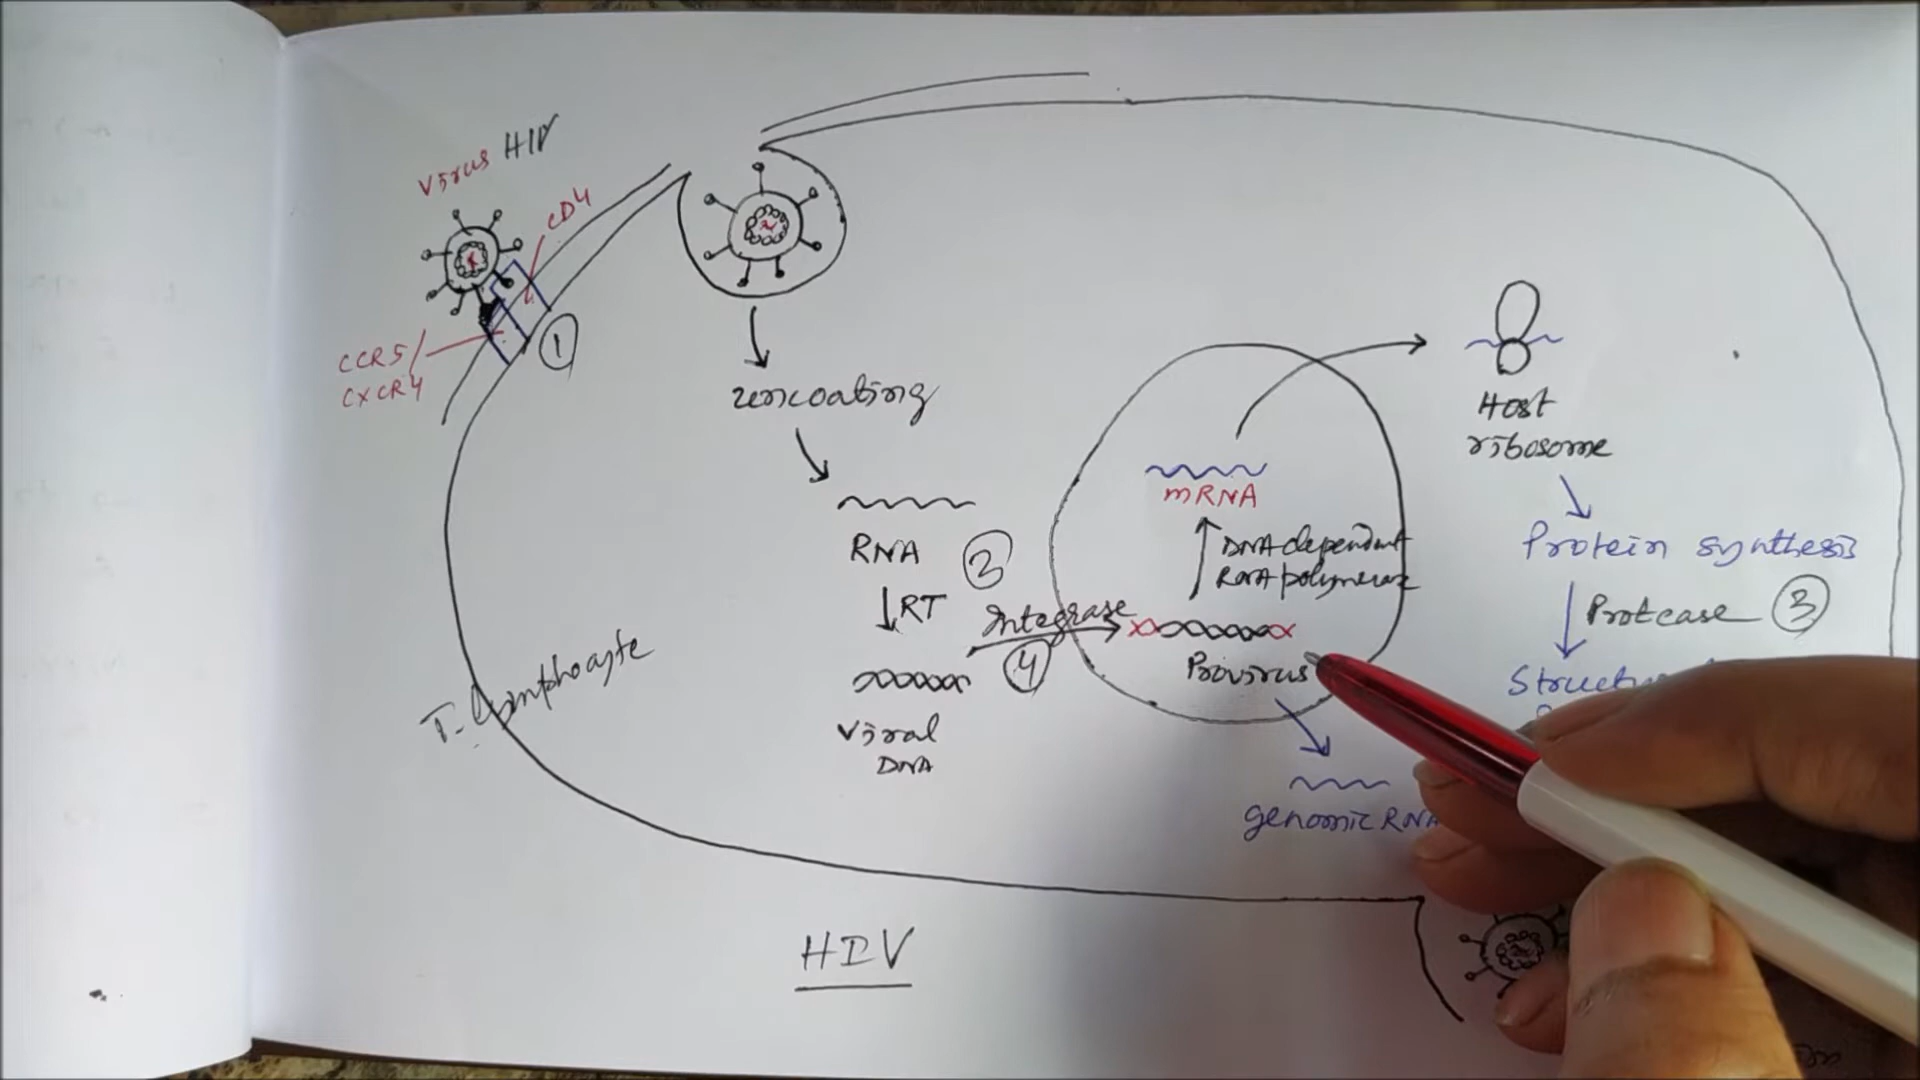 Virus HIV
CD4
CCR5/
CXCR4
1
uncoating
RNA
2
RT
Integrase
4
Viral
DNA
mRNA
DNA dependent
RNA polymerase
Provirus
genomic RNA
Host
ribosome
Protein synthesis
Protease 3
T-lymphocyte
HIV